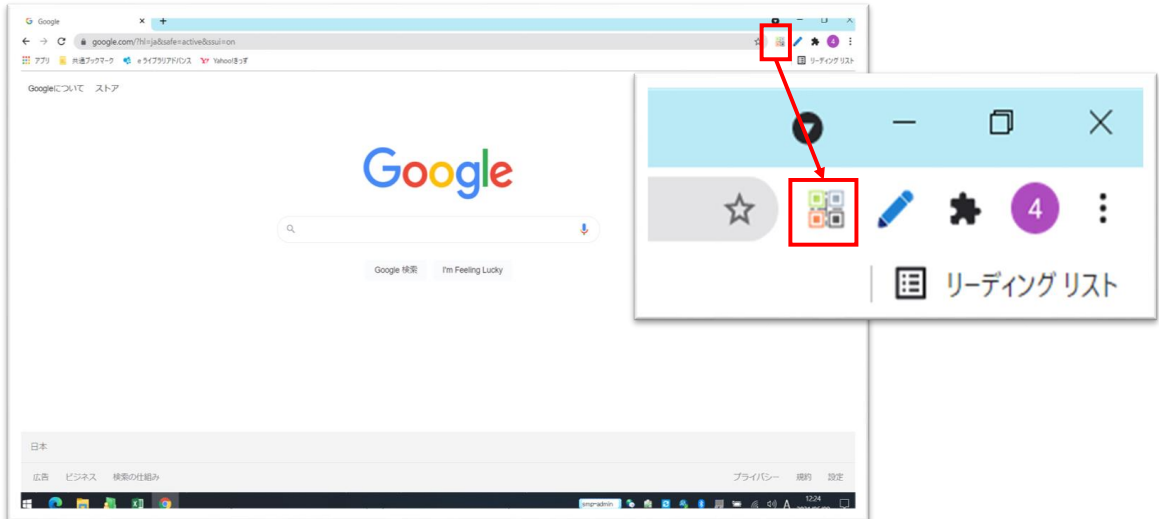 Google
google.com/?hl=ja&safe=active&ssui=on
4
アプリ 共通ブックマーク eライブラリアドバンス Yahoo!きっず
リーディング リスト
Googleについて ストア
Google
Google 検索 I'm Feeling Lucky
4
リーディング リスト
日本
広告 ビジネス 検索の仕組み
プライバシー 規約 設定
A 12:24